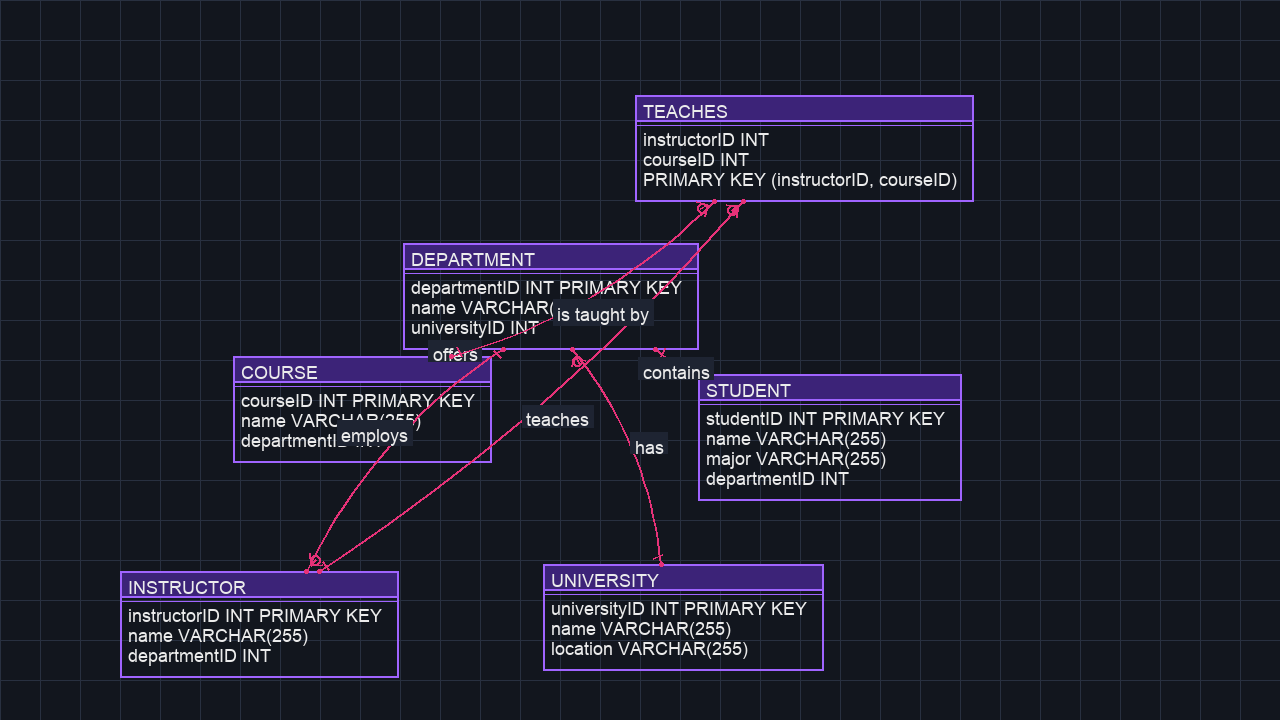 TEACHES
instructorID INT
courseID INT
PRIMARY KEY (instructorID, courseID)
DEPARTMENT
departmentID INT PRIMARY KEY
name VARCHAR(
universityID INT
is taught by
offers
contains
COURSE
courseID INT PRIMARY KEY
name VARCHAR(255)
departmentI
employs
teaches
has
STUDENT
studentID INT PRIMARY KEY
name VARCHAR(255)
major VARCHAR(255)
departmentID INT
INSTRUCTOR
instructorID INT PRIMARY KEY
name VARCHAR(255)
departmentID INT
UNIVERSITY
universityID INT PRIMARY KEY
name VARCHAR(255)
location VARCHAR(255)